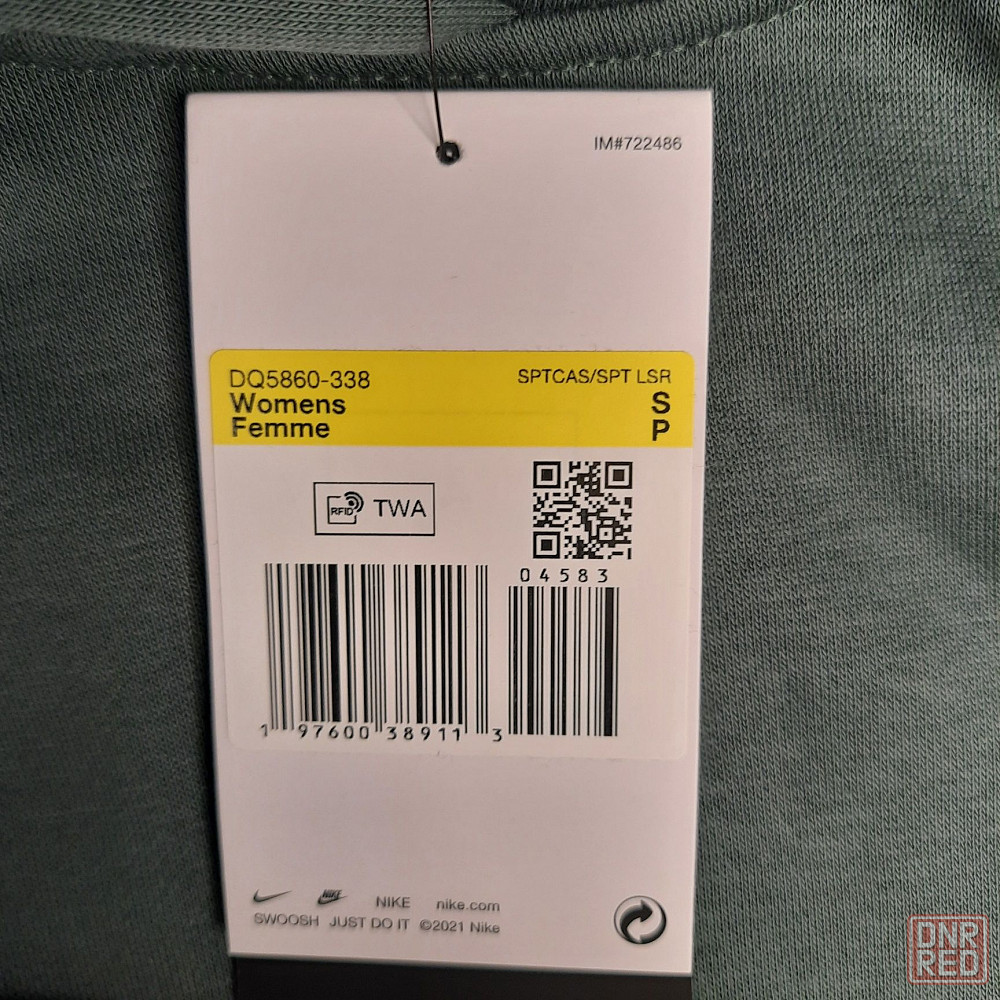 IM#722486
DQ5860-338
SPTCAS/SPT LSR
Womens
S
Femme
P
RFID TWA
04583
1 97600 38911 3
NIKE NIKE nike.com
SWOOSH JUST DO IT ©2021 Nike
DNR
RED